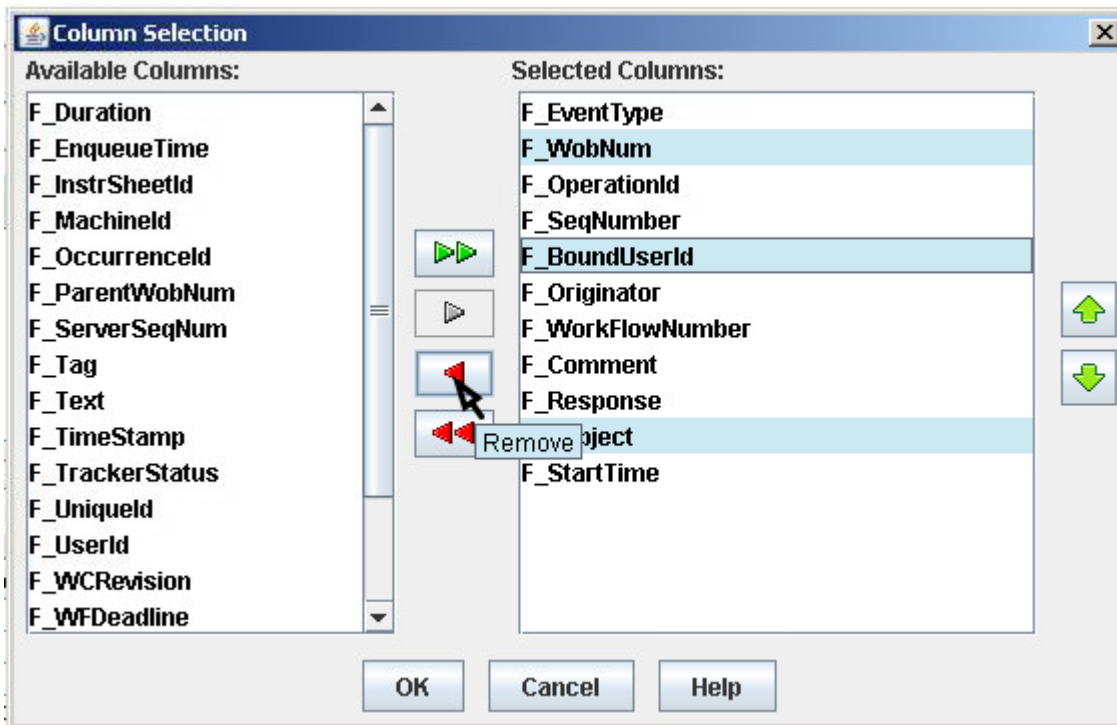 Column Selection
Available Columns:
F_Duration
F_EnqueueTime
F_InstrSheetId
F_MachineId
F_OccurrenceId
F_ParentWobNum
F_ServerSeqNum
F_Tag
F_Text
F_TimeStamp
F_TrackerStatus
F_UniqueId
F_UserId
F_WCRevision
F_WFDeadline
Remove
Selected Columns:
F_EventType
F_WobNum
F_OperationId
F_SeqNumber
F_BoundUserId
F_Originator
F_WorkFlowNumber
F_Comment
F_Response
F_StartTime
OK Cancel Help